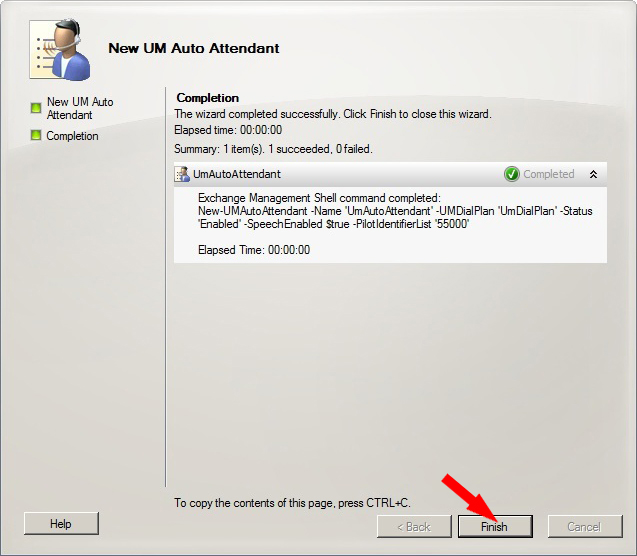 New UM Auto Attendant
New UM Auto
Attendant
Completion
Completion
The wizard completed successfully. Click Finish to close this wizard.
Elapsed time: 00:00:00
Summary: 1 item(s). 1 succeeded, 0 failed.
UmAutoAttendant
Completed
Exchange Management Shell command completed:
New-UMAutoAttendant -Name 'UmAutoAttendant' -UMDialPlan 'UmDialPlan' -Status
'Enabled' -SpeechEnabled $true -PilotIdentifierList '55000'
Elapsed Time: 00:00:00
To copy the contents of this page, press CTRL+C.
Help
< Back
Finish
Cancel